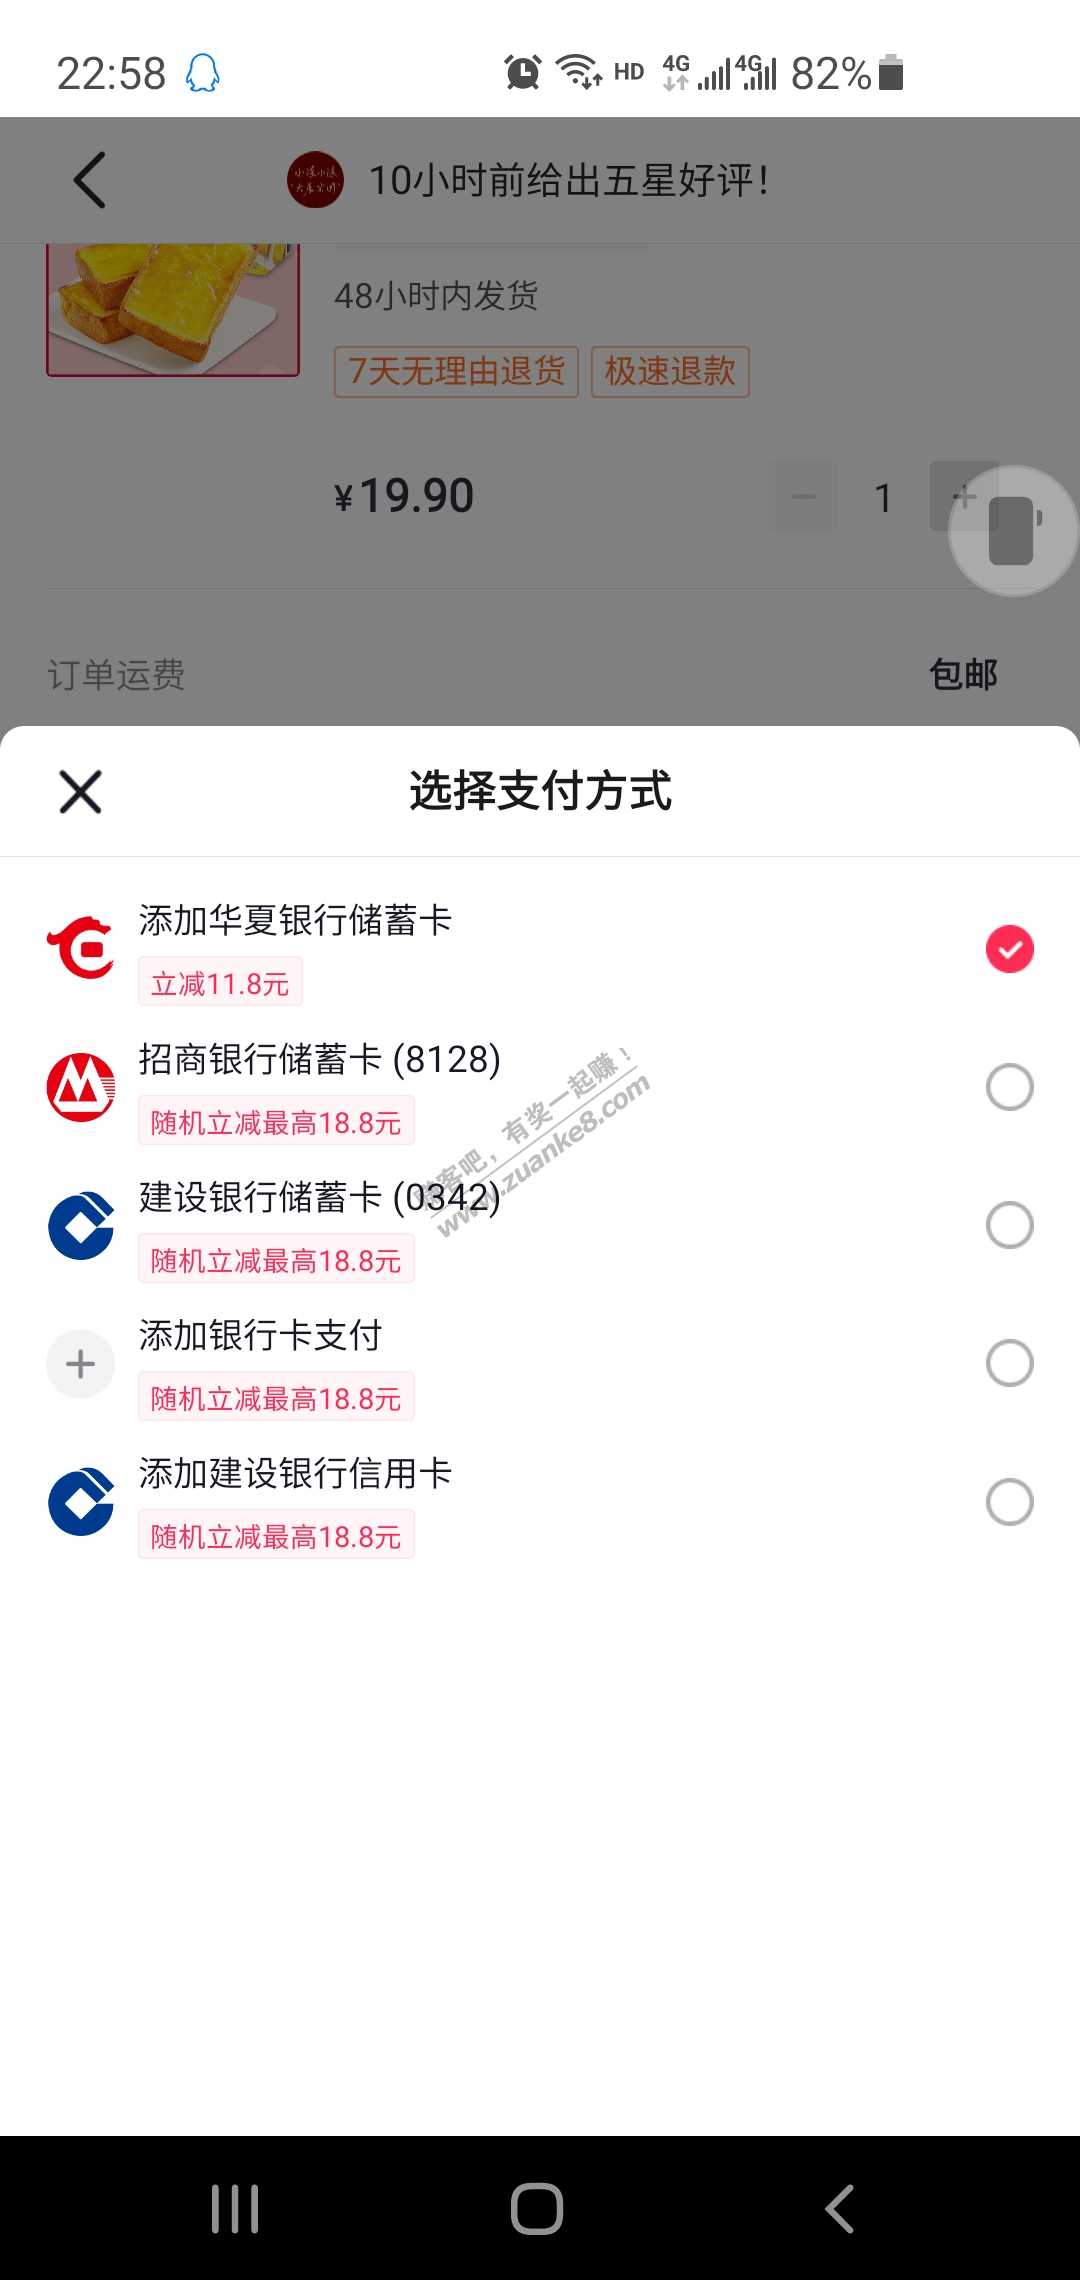 22:58
HD 4G 4G 82%
10小时前给出五星好评！
48小时内发货
7天无理由退货 极速退款
¥19.90 1
订单运费 包邮
选择支付方式
添加华夏银行储蓄卡
立减11.8元
招商银行储蓄卡 (8128)
随机立减最高18.8元
建设银行储蓄卡 (0342)
随机立减最高18.8元
添加银行卡支付
随机立减最高18.8元
添加建设银行信用卡
随机立减最高18.8元
赚客吧，有奖一起赚！
www.zuanke8.com